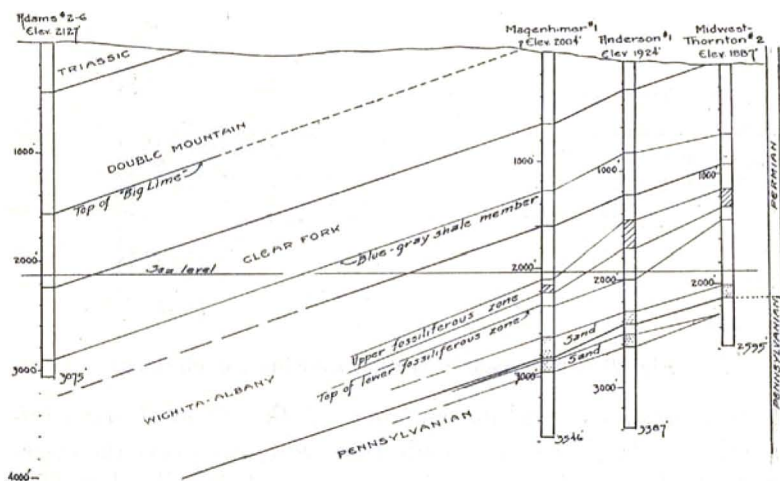 Adams #2-6
Elev. 2127'
Magenhimar #1
Elev. 2004'
Anderson #1
Elev. 1924'
Midwest-
Thornton #2
Elev. 1887'
TRIASSIC
DOUBLE MOUNTAIN
Top of "Big Lime"
CLEAR FORK
Blue-gray shale member
Sea level
Upper fossiliferous zone
Top of lower fossiliferous zone
Sand
Sand
WICHITA-ALBANY
PENNSYLVANIAN
PERMIAN
PENNSYLVANIAN
1000'
2000'
3000'
4000'
3075'
1000'
2000'
3000'
3546'
1000'
2000'
3000'
3387'
1000'
2000'